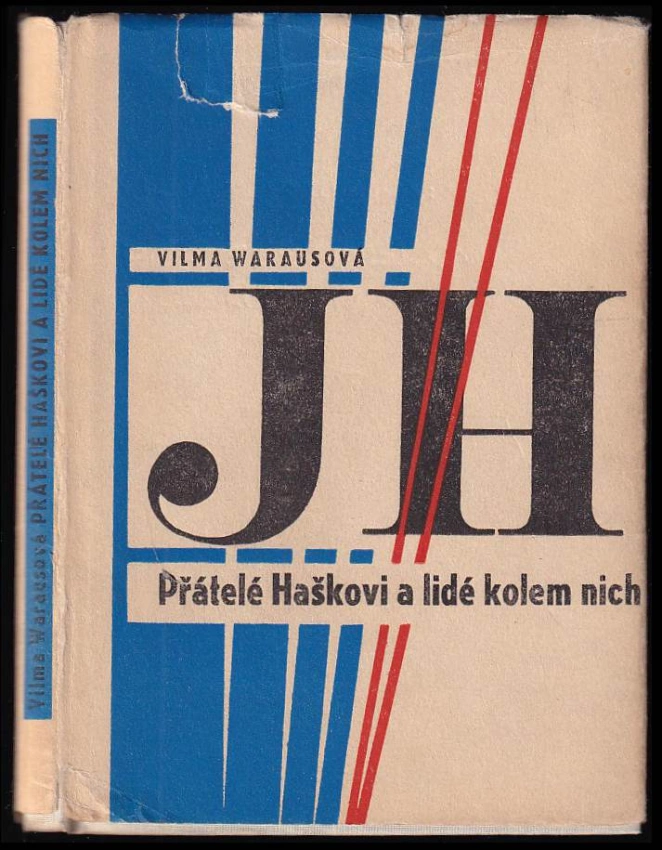 Vilma Warausová PŘÁTELÉ HAŠKOVI A LIDÉ KOLEM NICH
VILMA WARAUSOVÁ
JH
Přátelé Haškovi a lidé kolem nich